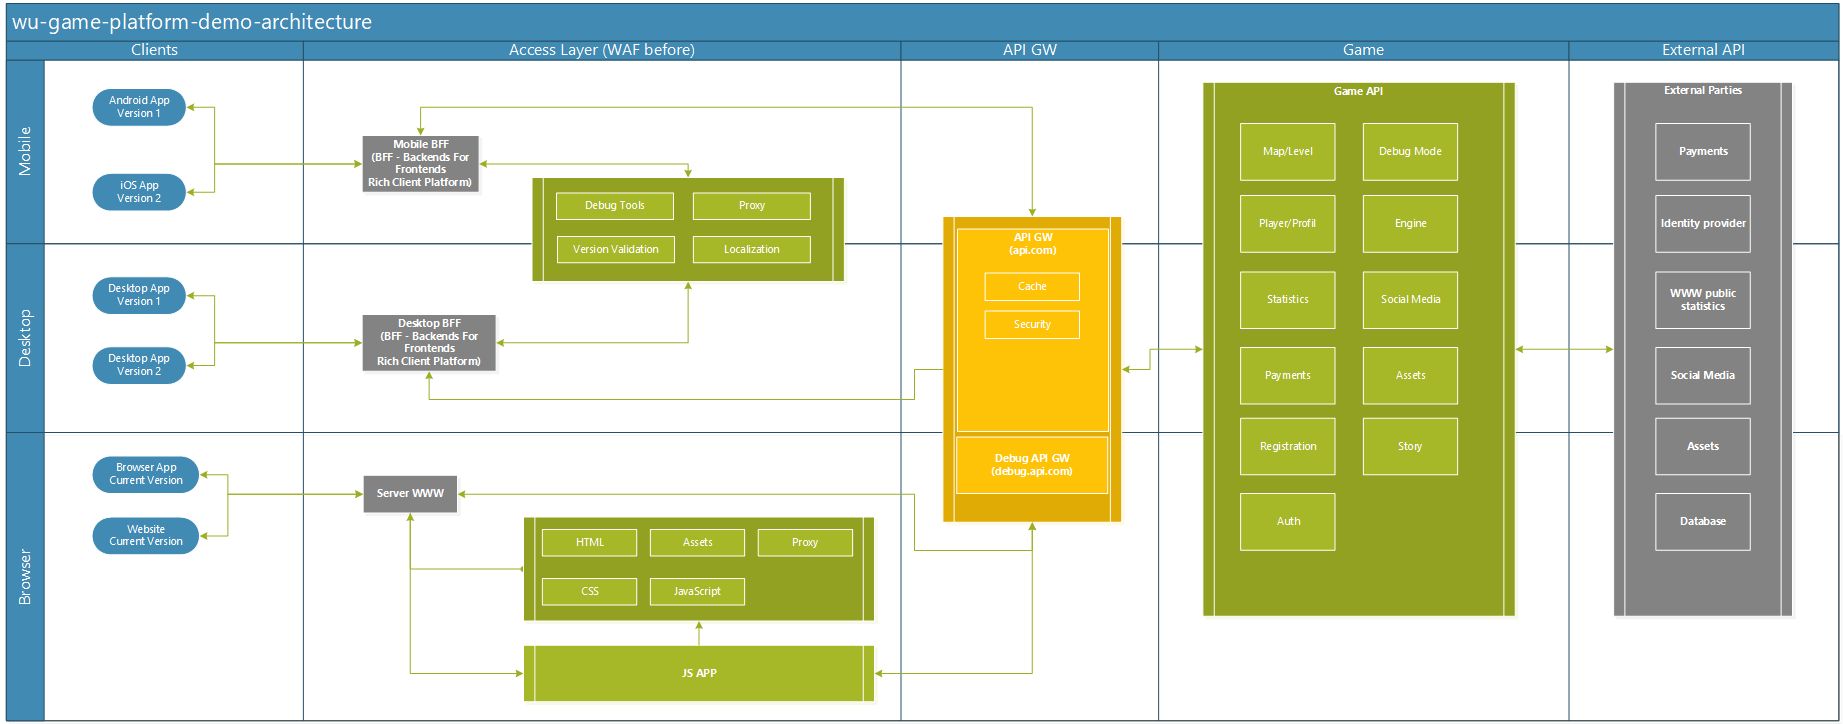 wu-game-platform-demo-architecture
Clients
Access Layer (WAF before)
API GW
Game
External API
Mobile
Android App
Version 1
iOS App
Version 2
Mobile BFF
(BFF - Backends For
Frontends
Rich Client Platform)
Debug Tools
Proxy
Version Validation
Localization
Desktop
Desktop App
Version 1
Desktop App
Version 2
Desktop BFF
(BFF - Backends For
Frontends
Rich Client Platform)
Browser
Browser App
Current Version
Website
Current Version
Server WWW
HTML
Assets
Proxy
CSS
JavaScript
JS APP
API GW
(api.com)
Cache
Security
Debug API GW
(debug.api.com)
Game API
Map/Level
Debug Mode
Player/Profil
Engine
Statistics
Social Media
Payments
Assets
Registration
Story
Auth
External Parties
Payments
Identity provider
WWW public
statistics
Social Media
Assets
Database